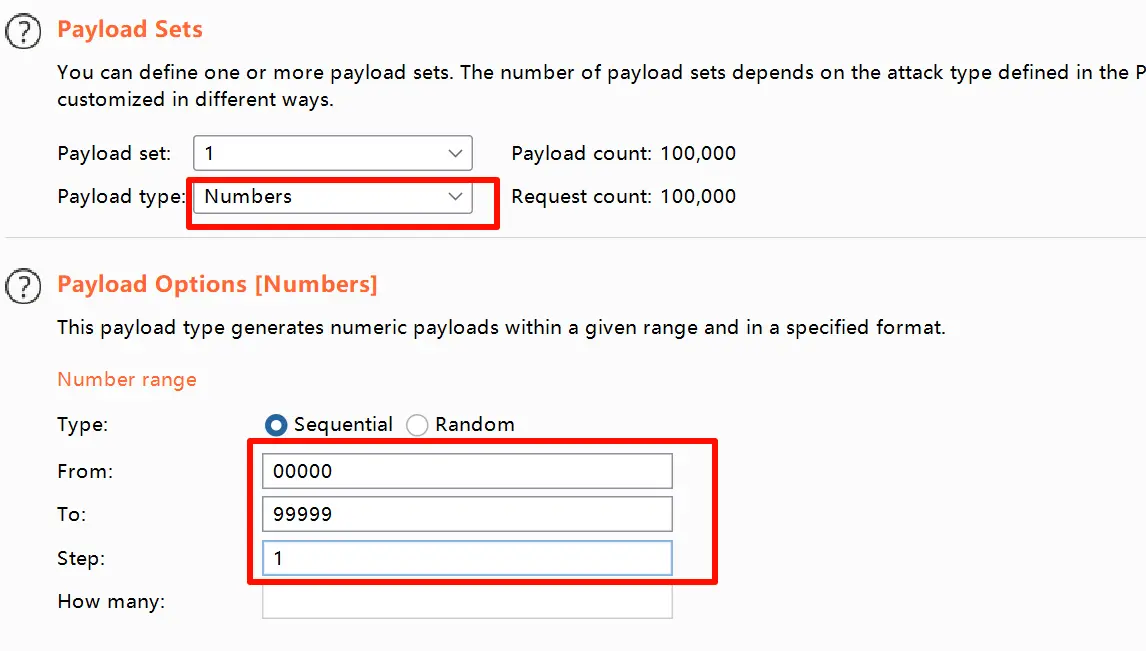 Payload Sets
You can define one or more payload sets. The number of payload sets depends on the attack type defined in the P
customized in different ways.
Payload set: 1 Payload count: 100,000
Payload type: Numbers Request count: 100,000
Payload Options [Numbers]
This payload type generates numeric payloads within a given range and in a specified format.
Number range
Type: Sequential Random
From: 00000
To: 99999
Step: 1
How many: